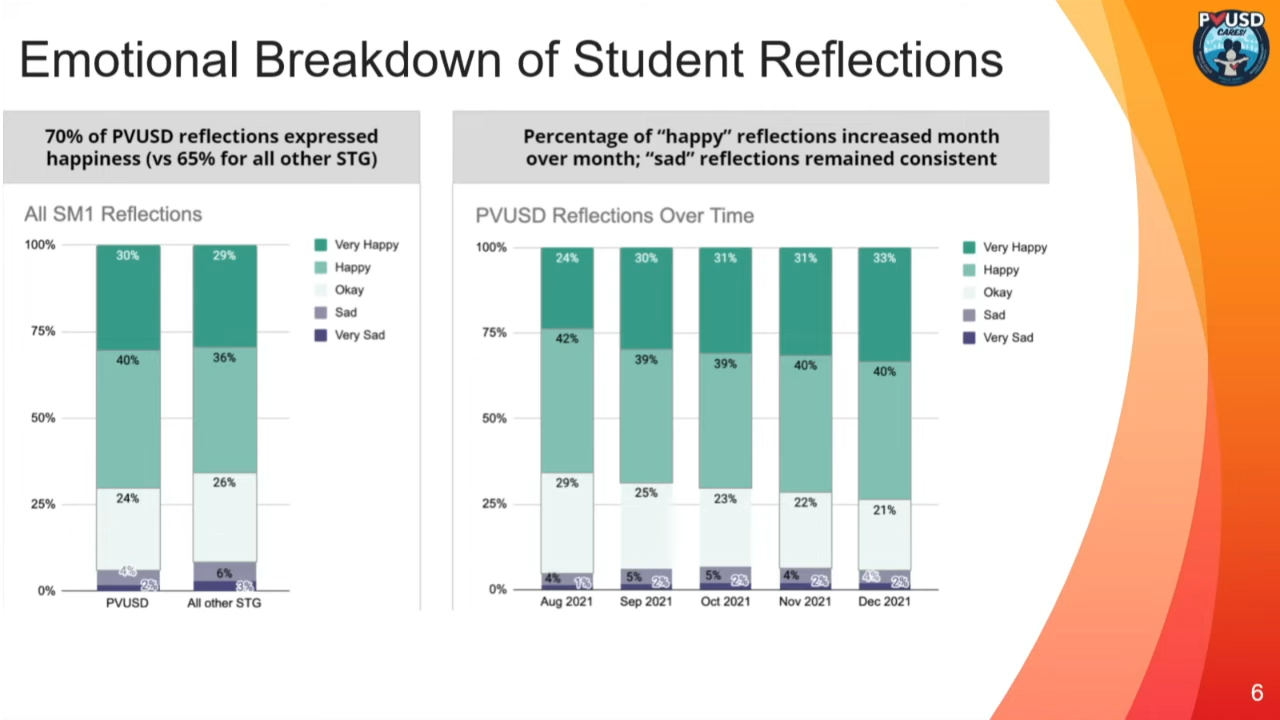 Emotional Breakdown of Student Reflections
PVUSD
CARES!
70% of PVUSD reflections expressed
happiness (vs 65% for all other STG)
All SM1 Reflections
100%
75%
50%
25%
0%
30%
40%
24%
4%
2%
29%
36%
26%
6%
3%
PVUSD
All other STG
Very Happy
Happy
Okay
Sad
Very Sad
Percentage of “happy” reflections increased month
over month; “sad” reflections remained consistent
PVUSD Reflections Over Time
100%
75%
50%
25%
0%
24%
42%
29%
4%
1%
30%
39%
25%
5%
2%
31%
39%
23%
5%
2%
31%
40%
22%
4%
2%
33%
40%
21%
4%
2%
Aug 2021
Sep 2021
Oct 2021
Nov 2021
Dec 2021
Very Happy
Happy
Okay
Sad
Very Sad
6